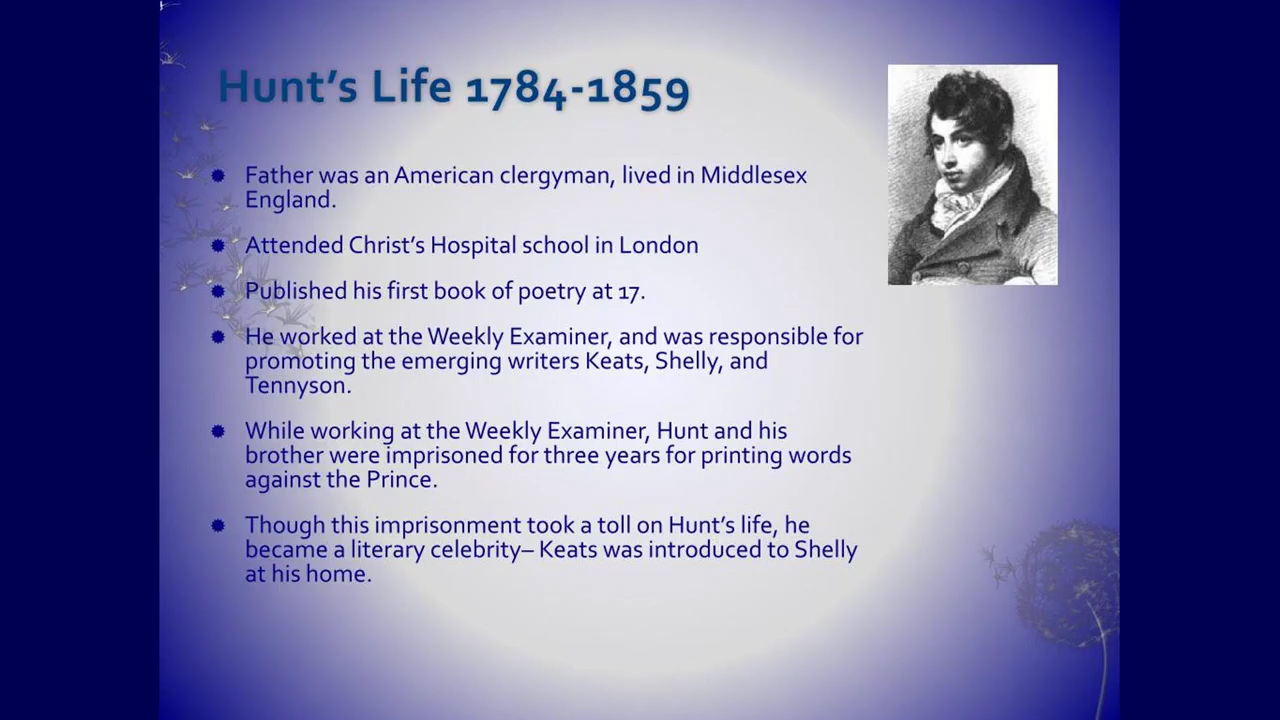 Hunt’s Life 1784-1859
Father was an American clergyman, lived in Middlesex
England.
Attended Christ’s Hospital school in London
Published his first book of poetry at 17.
He worked at the Weekly Examiner, and was responsible for
promoting the emerging writers Keats, Shelly, and
Tennyson.
While working at the Weekly Examiner, Hunt and his
brother were imprisoned for three years for printing words
against the Prince.
Though this imprisonment took a toll on Hunt’s life, he
became a literary celebrity– Keats was introduced to Shelly
at his home.